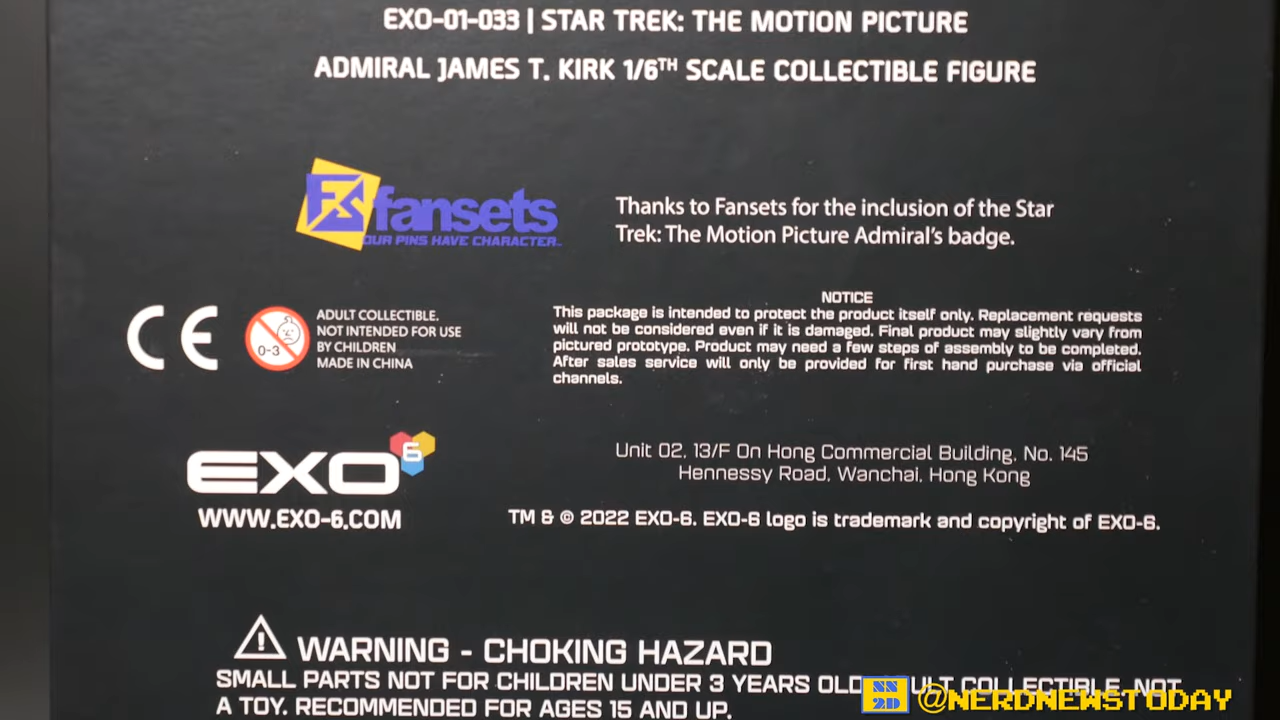 EXO-01-033 | STAR TREK: THE MOTION PICTURE
ADMIRAL JAMES T. KIRK 1/6TH SCALE COLLECTIBLE FIGURE
FS fansets
OUR PINS HAVE CHARACTER.
Thanks to Fansets for the inclusion of the Star
Trek: The Motion Picture Admiral's badge.
CE
0-3
ADULT COLLECTIBLE.
NOT INTENDED FOR USE
BY CHILDREN
MADE IN CHINA
NOTICE
This package is intended to protect the product itself only. Replacement requests
will not be considered even if it is damaged. Final product may slightly vary from
pictured prototype. Product may need a few steps of assembly to be completed.
After sales service will only be provided for first hand purchase via official
channels.
EXO 6
WWW.EXO-6.COM
Unit 02, 13/F On Hong Commercial Building, No. 145
Hennessy Road, Wanchai, Hong Kong
TM & © 2022 EXO-6. EXO-6 logo is trademark and copyright of EXO-6.
WARNING - CHOKING HAZARD
SMALL PARTS NOT FOR CHILDREN UNDER 3 YEARS OLD COLLECTIBLE, NOT
A TOY. RECOMMENDED FOR AGES 15 AND UP.
@NERDNEWSTODAY